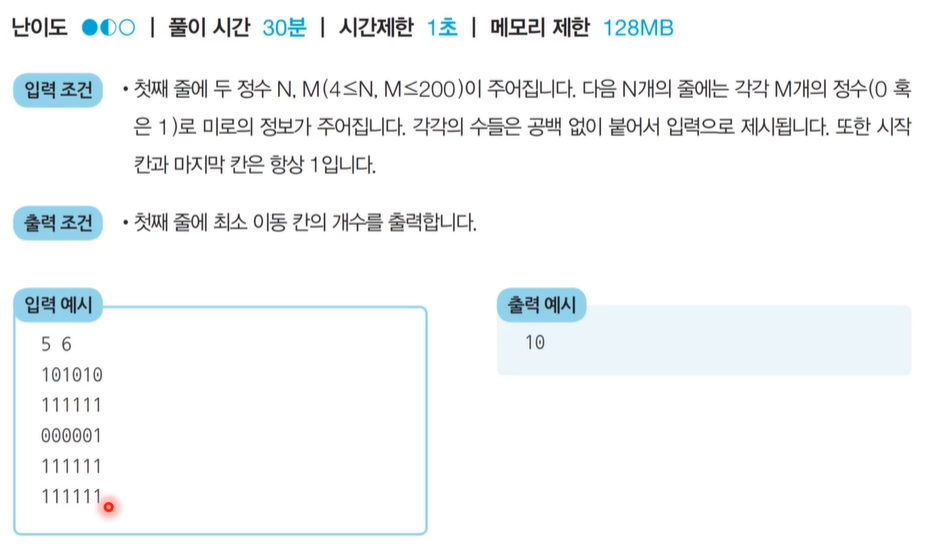 난이도 | 풀이 시간 30분 | 시간제한 1초 | 메모리 제한 128MB
입력 조건 • 첫째 줄에 두 정수 N, M(4≤N, M≤200)이 주어집니다. 다음 N개의 줄에는 각각 M개의 정수(0 혹
은 1)로 미로의 정보가 주어집니다. 각각의 수들은 공백 없이 붙어서 입력으로 제시됩니다. 또한 시작
칸과 마지막 칸은 항상 1입니다.
출력 조건 • 첫째 줄에 최소 이동 칸의 개수를 출력합니다.
입력 예시
5 6
101010
111111
000001
111111
111111
출력 예시
10